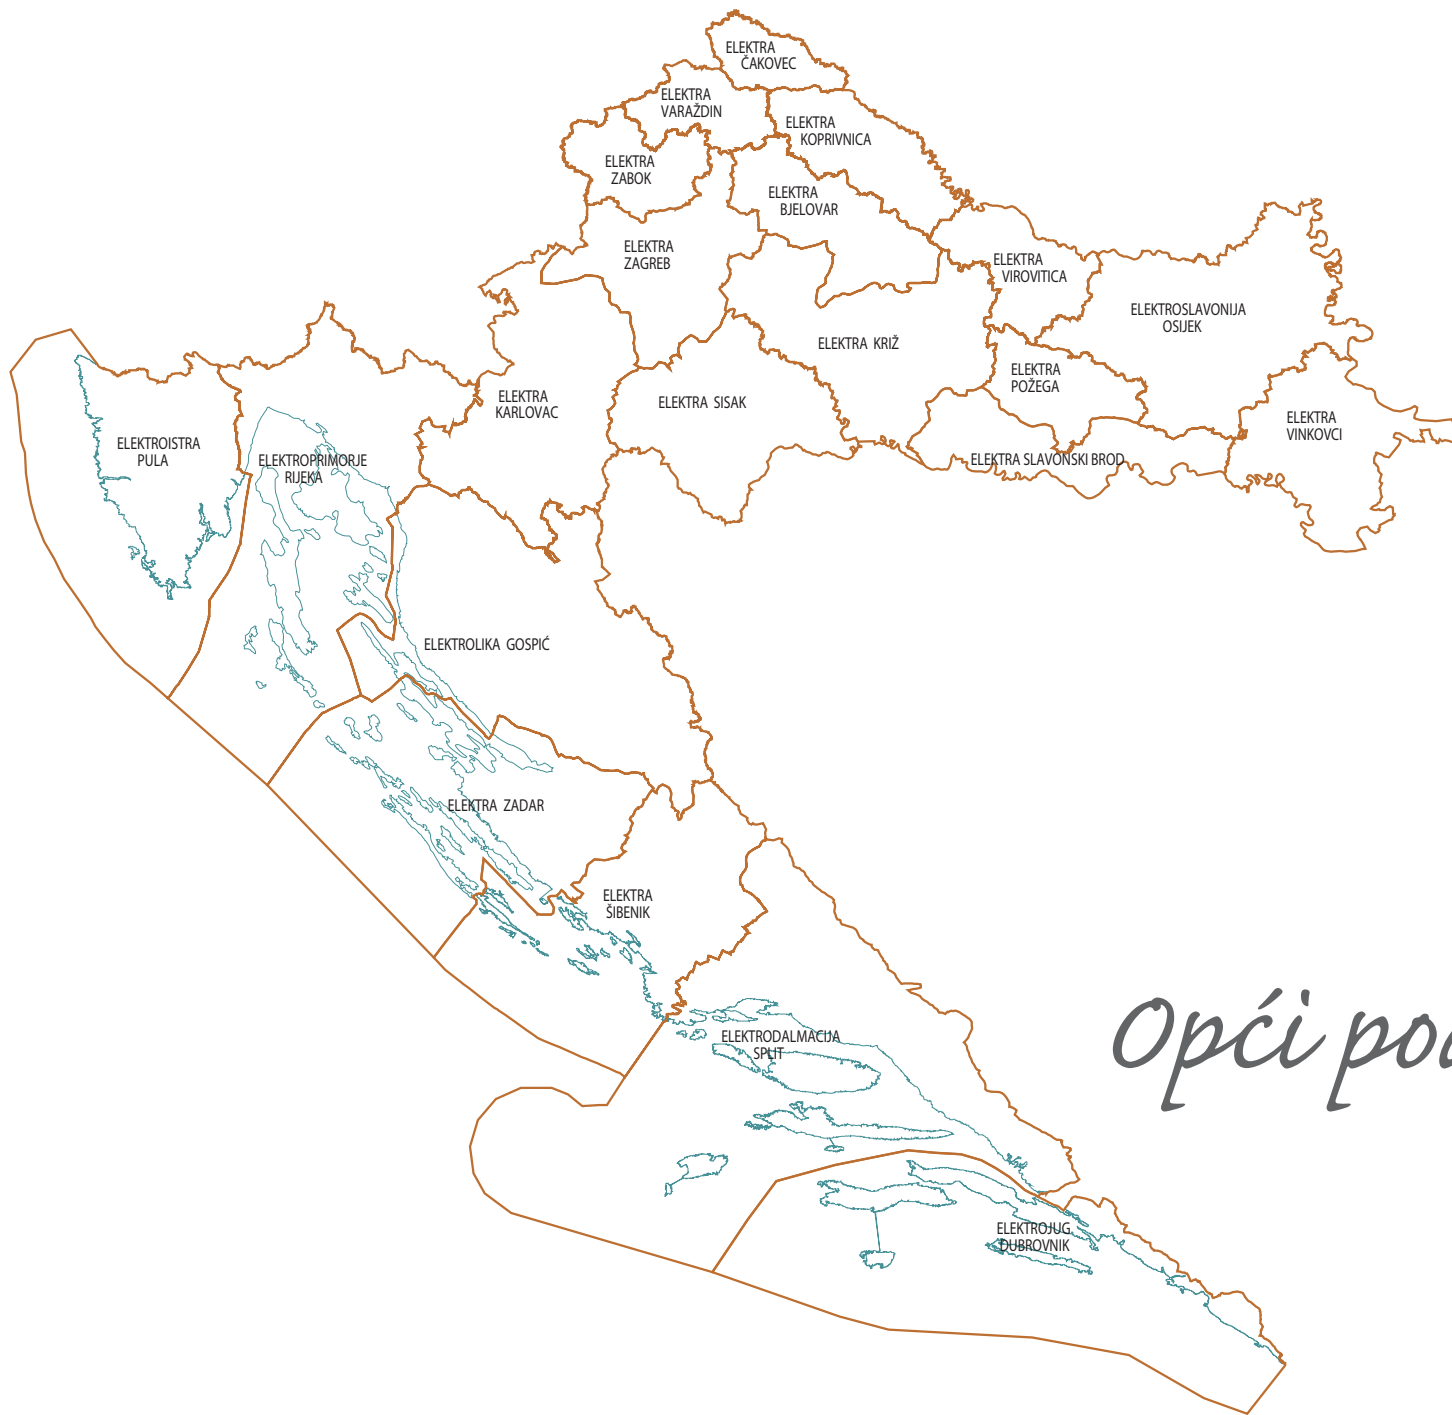 ELEKTRA
ČAKOVEC
ELEKTRA
VARAŽDIN
ELEKTRA
KOPRIVNICA
ELEKTRA
ZABOK
ELEKTRA
BJELOVAR
ELEKTRA
ZAGREB
ELEKTRA
VIROVITICA
ELEKTROSLAVONIJA
OSIJEK
ELEKTRA KRIŽ
ELEKTRA
POŽEGA
ELEKTRA
KARLOVAC
ELEKTRA SISAK
ELEKTRA
VINKOVCI
ELEKTROISTRA
PULA
ELEKTROPRIMORJE
RIJEKA
ELEKTRA SLAVONSKI BROD
ELEKTROLIKA GOSPIĆ
ELEKTRA ZADAR
ELEKTRA
ŠIBENIK
Opći
ELEKTRODALMACIJA
SPLIT
ELEKTROJUG
DUBROVNIK